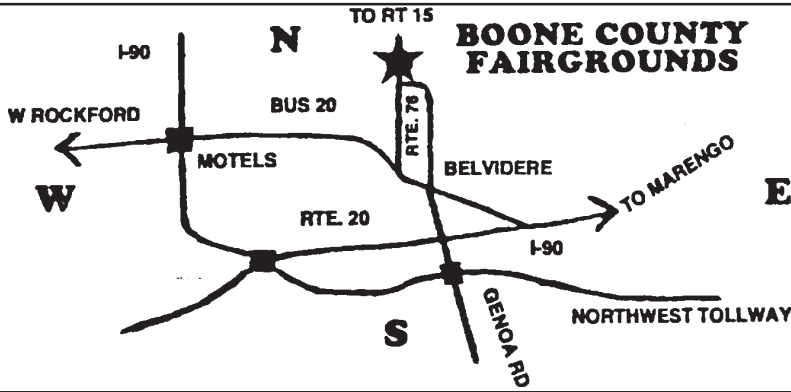 TO RT 15
BOONE COUNTY
FAIRGROUNDS
N
I-90
BUS 20
RTE. 76
W ROCKFORD
MOTELS
BELVIDERE
TO MARENGO
W
E
RTE. 20
I-90
GENOA RD
NORTHWEST TOLLWAY
S